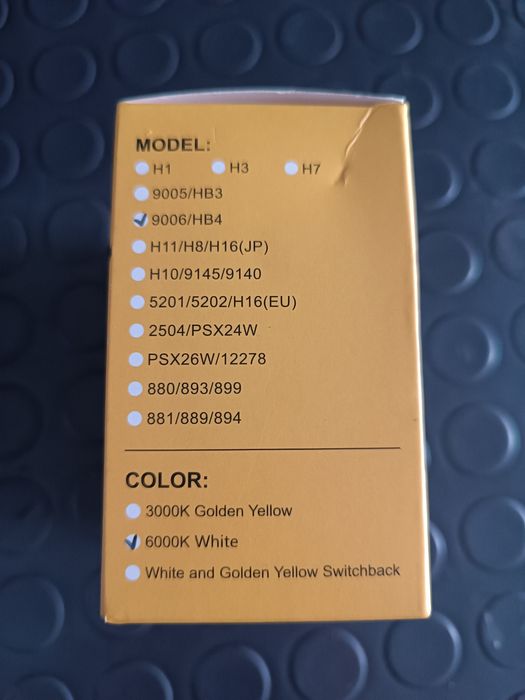 MODEL:
H1 H3 H7
9005/HB3
9006/HB4
H11/H8/H16(JP)
H10/9145/9140
5201/5202/H16(EU)
2504/PSX24W
PSX26W/12278
880/893/899
881/889/894
COLOR:
3000K Golden Yellow
6000K White
White and Golden Yellow Switchback